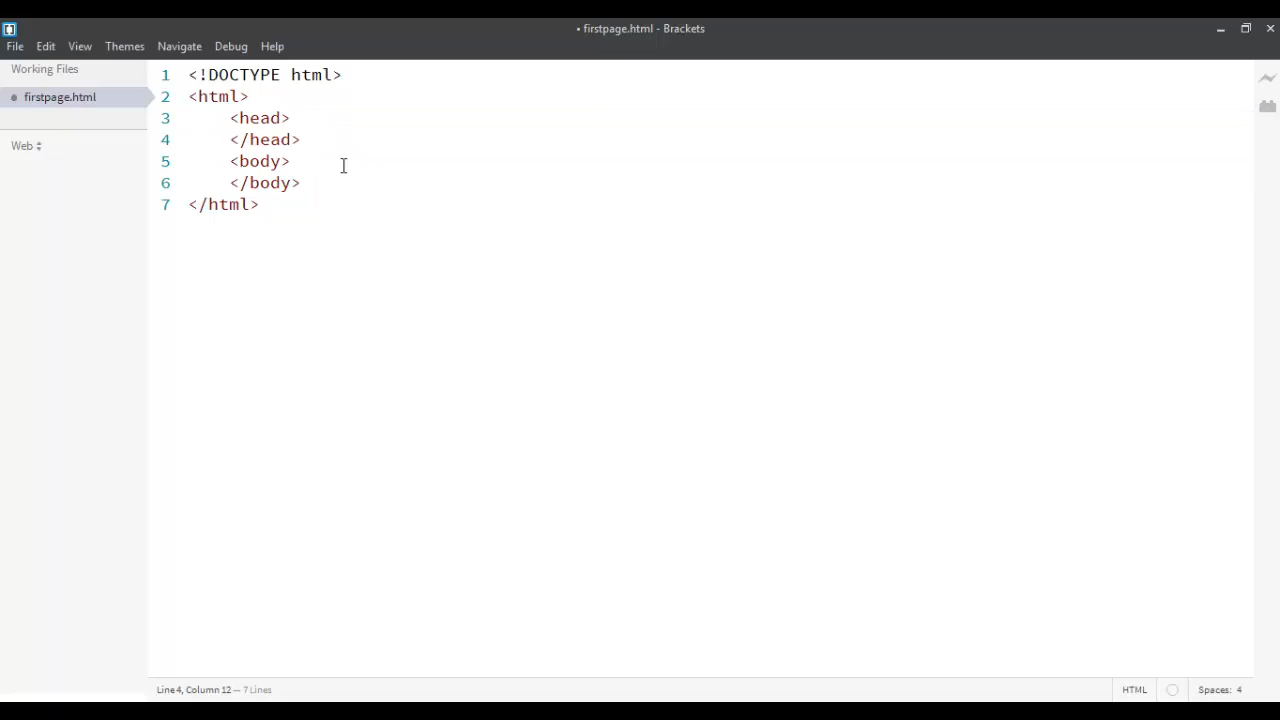 • firstpage.html - Brackets
File Edit View Themes Navigate Debug Help
Working Files
firstpage.html
Web
1 <!DOCTYPE html>
2 <html>
3     <head>
4     </head>
5     <body>
6     </body>
7 </html>
Line 4, Column 12 — 7 Lines
HTML
Spaces: 4